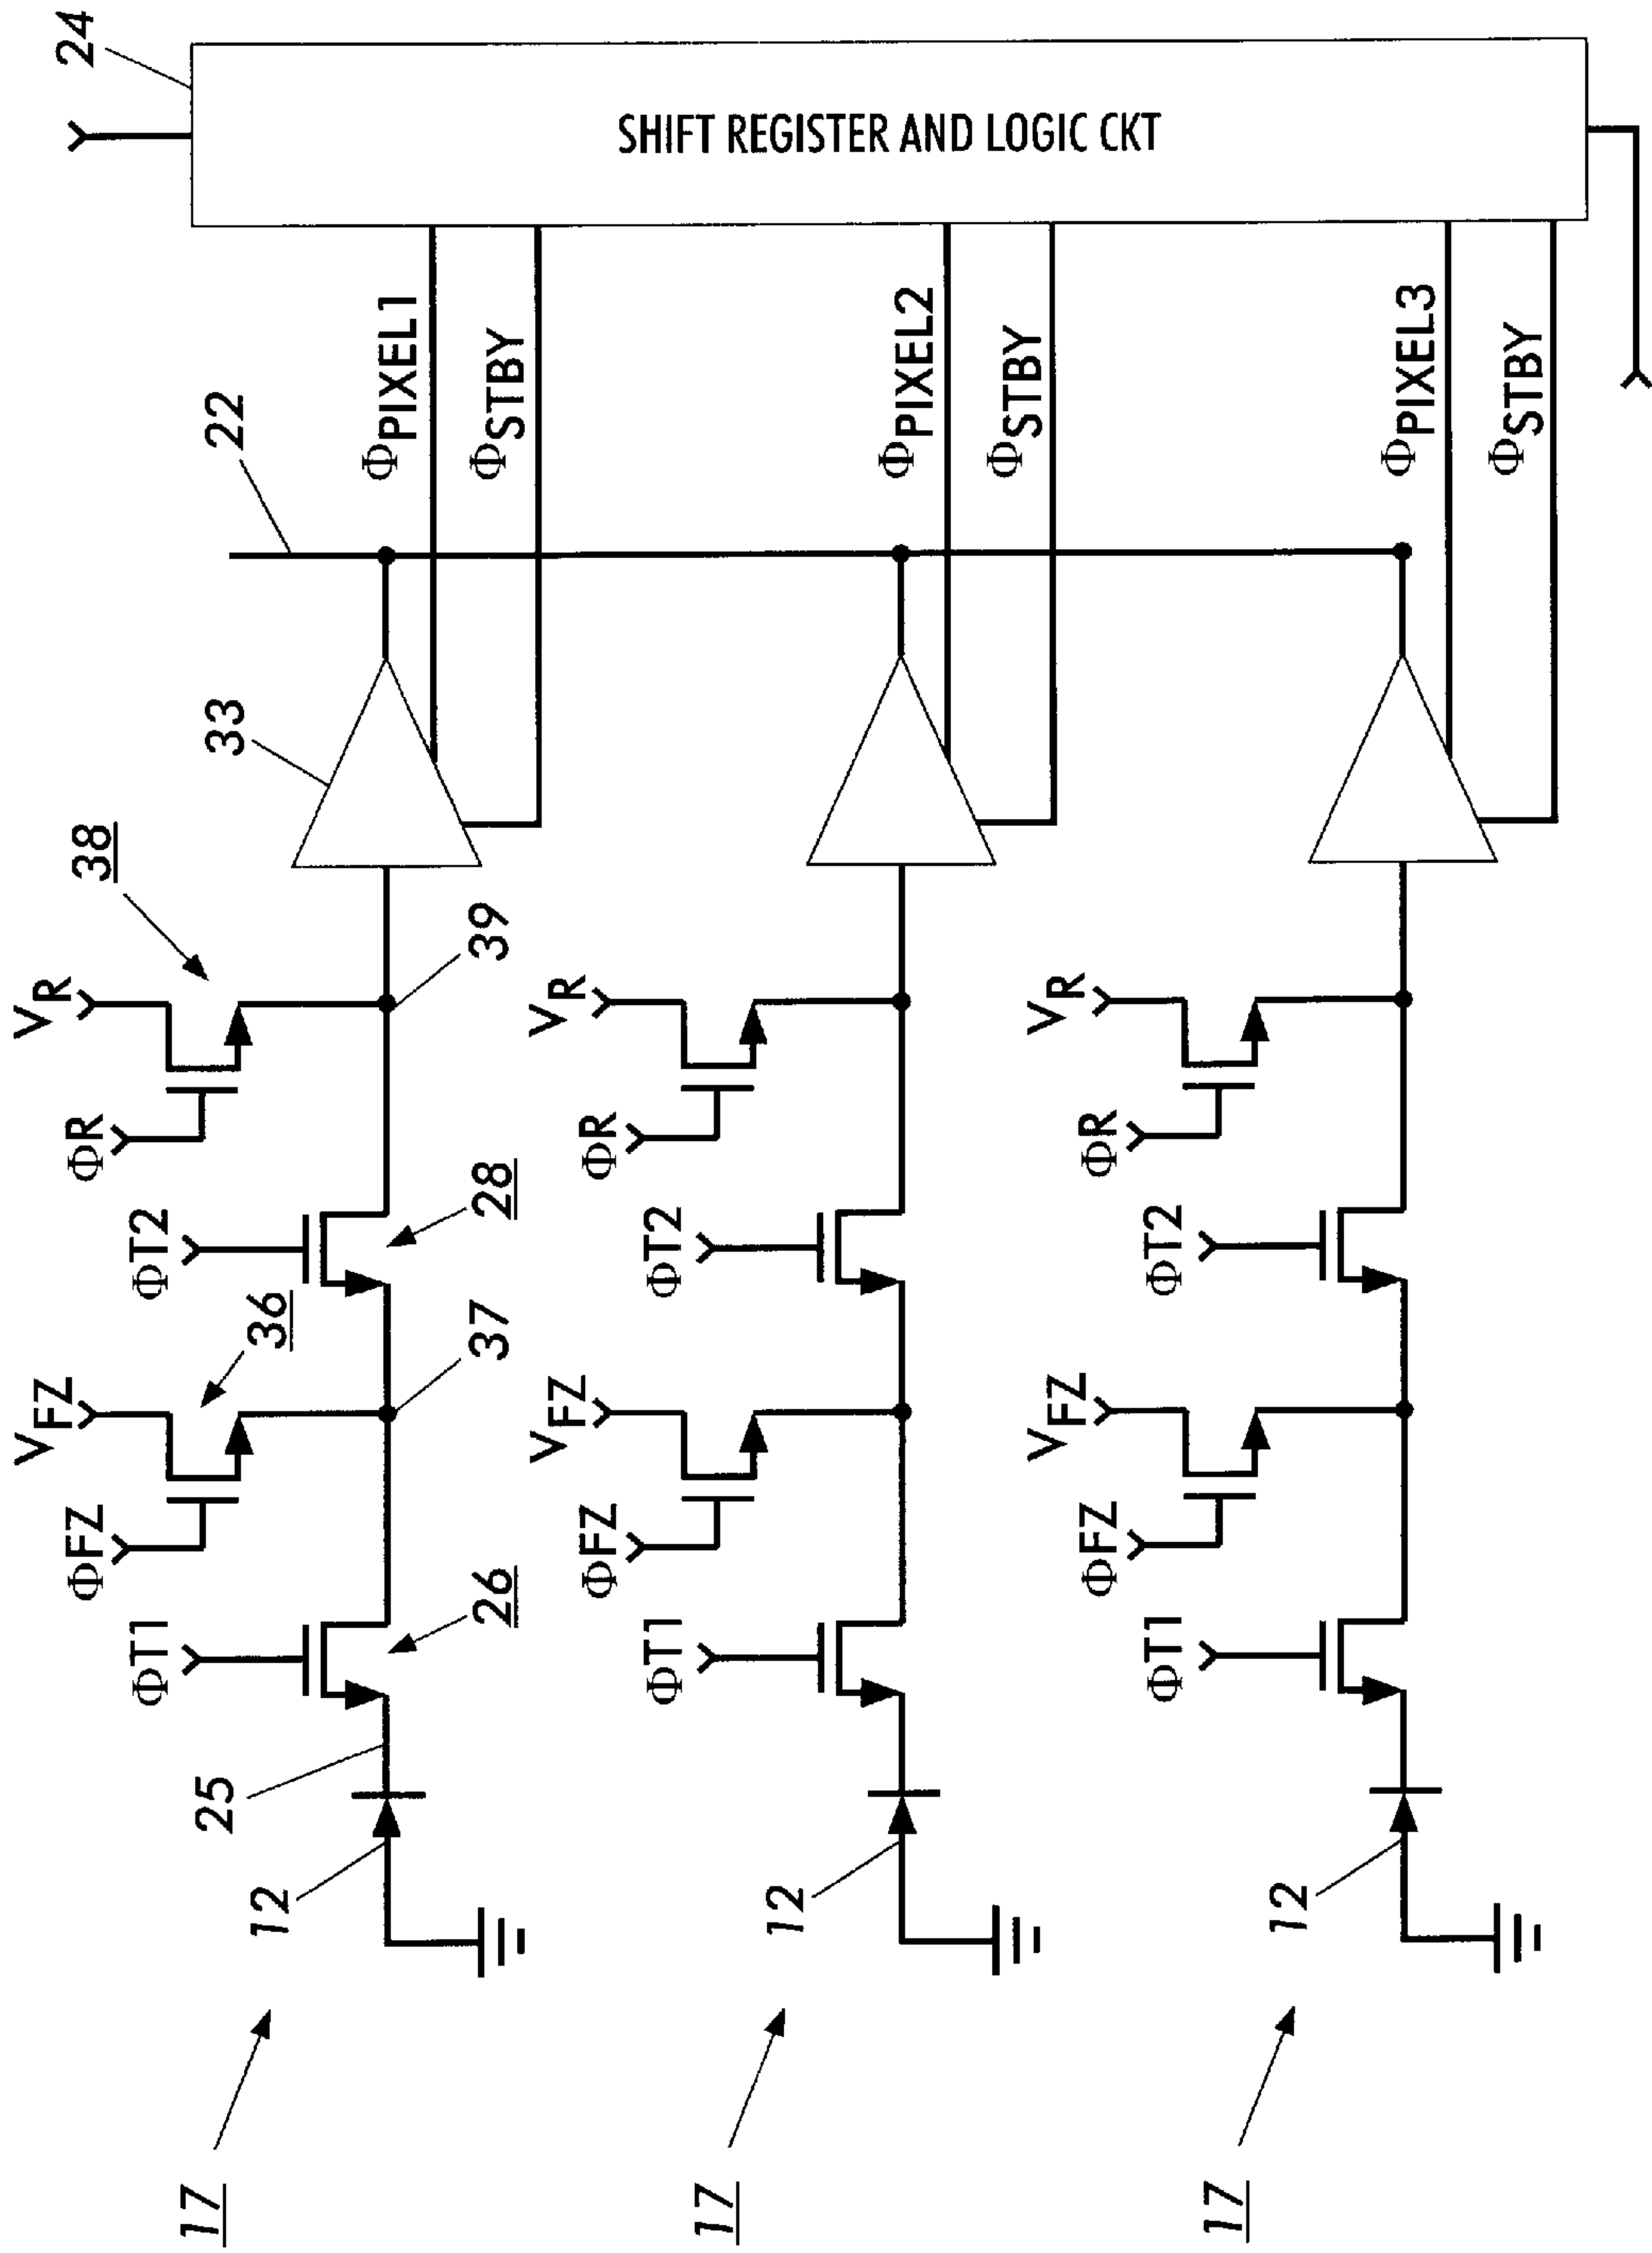 24
SHIFT REGISTER AND LOGIC CKT
22
ΦPIXEL1
ΦSTBY
ΦPIXEL2
ΦSTBY
ΦPIXEL3
ΦSTBY
33
38
VR
ΦR
39
VR
ΦR
VR
ΦR
ΦT2
28
ΦT2
ΦT2
36
VFZ
ΦFZ
37
VFZ
ΦFZ
VFZ
ΦFZ
ΦT1
26
ΦT1
ΦT1
25
12
12
12
17
17
17